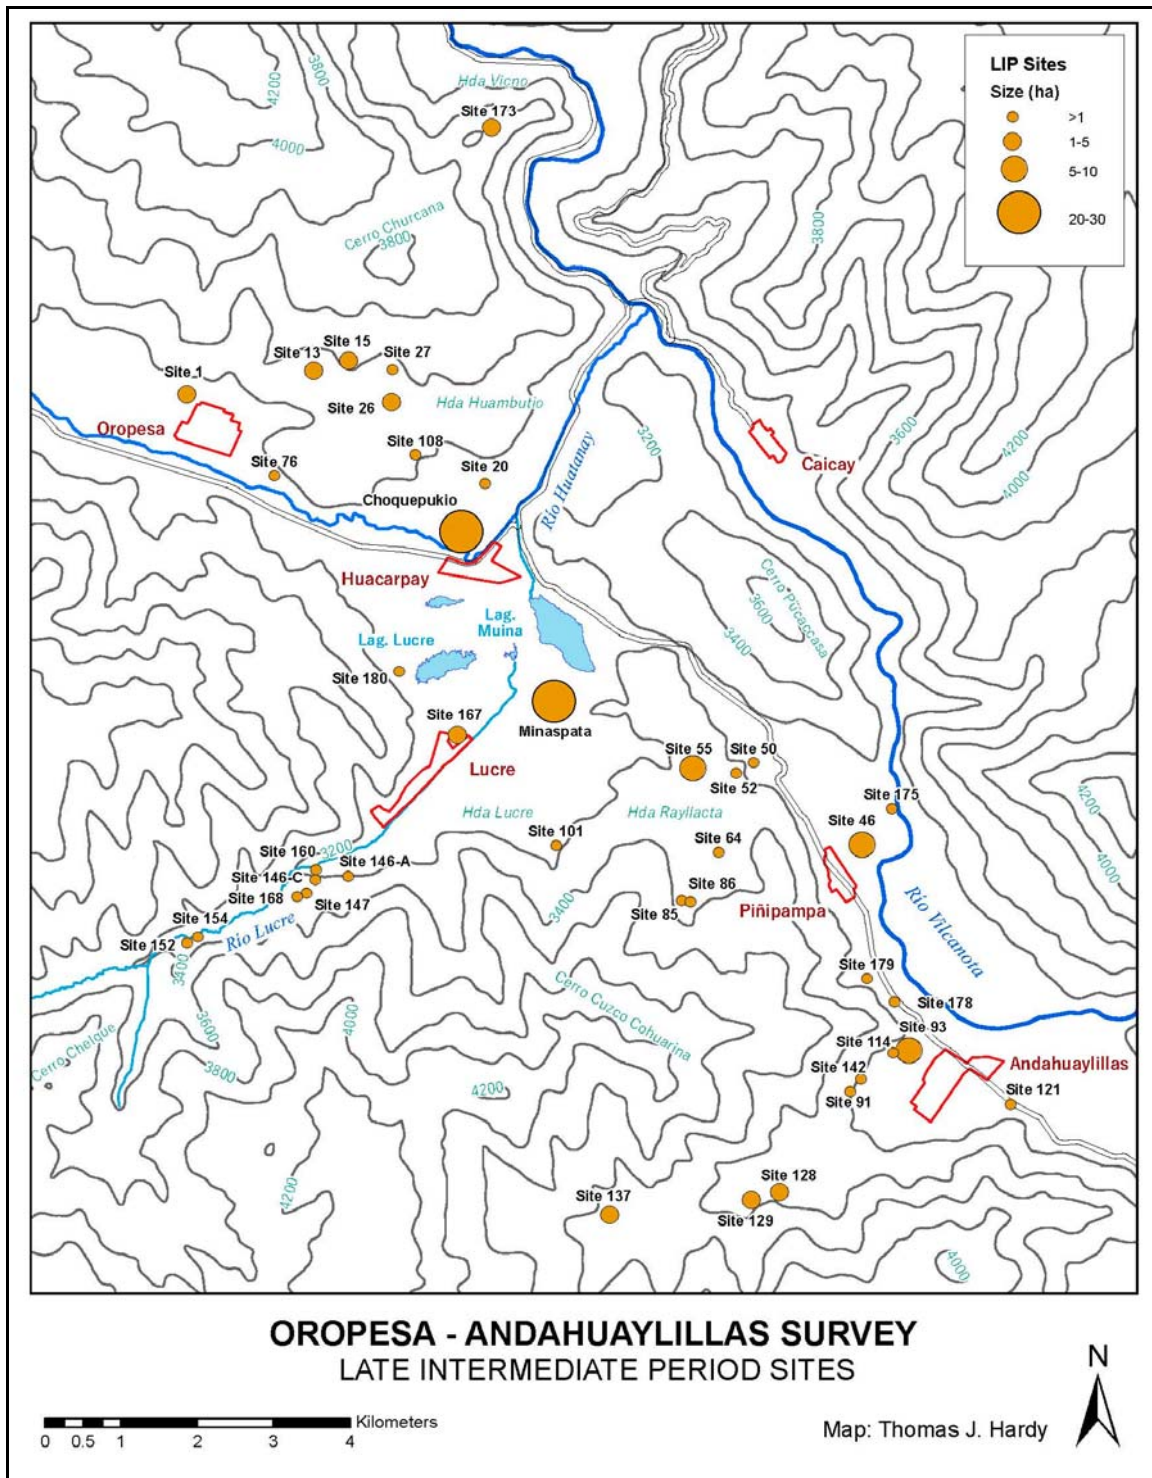 LIP Sites
Size (ha)
>1
1-5
5-10
20-30
3800
4200
4000
Hda Vicno
Site 173
Cerro Churcana
3800
3800
Site 15
Site 13
Site 27
Site 1
Site 26
Hda Huambutio
Oropesa
3200
3600
4200
4000
Caicay
Site 108
Site 76
Site 20
Río Huatanay
Choquepukio
Huacarpay
Cerro Pucaccasa
3600
3400
Lag.
Muina
Lag. Lucre
Site 180
Site 167
Minaspata
Lucre
Site 55
Site 50
Site 52
Site 175
4200
4000
Hda Lucre
Hda Rayllacta
Site 46
Site 101
Site 64
3200
Site 160
Site 146-A
Site 146-C
Site 168
Site 147
Site 86
Site 85
Piñipampa
3400
Río Vilcanota
Site 154
Site 152
Río Lucre
3400
Site 179
Site 178
Cerro Cuzco Cohuarina
3600
4000
Cerro Chelque
3800
Site 93
Site 114
Andahuaylillas
Site 142
Site 91
Site 121
4200
4200
Site 128
Site 137
Site 129
4000
OROPESA - ANDAHUAYLILLAS SURVEY
LATE INTERMEDIATE PERIOD SITES
N
Kilometers
0 0.5 1 2 3 4
Map: Thomas J. Hardy